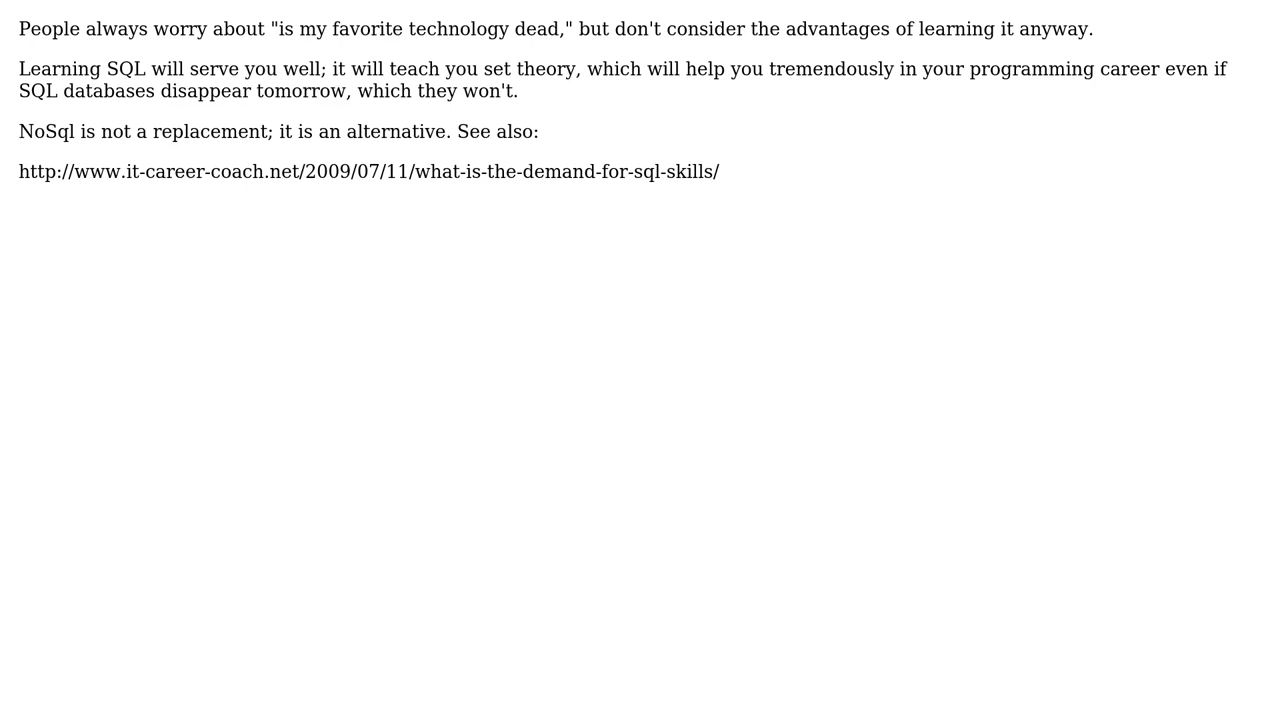 People always worry about "is my favorite technology dead," but don't consider the advantages of learning it anyway.
Learning SQL will serve you well; it will teach you set theory, which will help you tremendously in your programming career even if
SQL databases disappear tomorrow, which they won't.
NoSql is not a replacement; it is an alternative. See also:
http://www.it-career-coach.net/2009/07/11/what-is-the-demand-for-sql-skills/